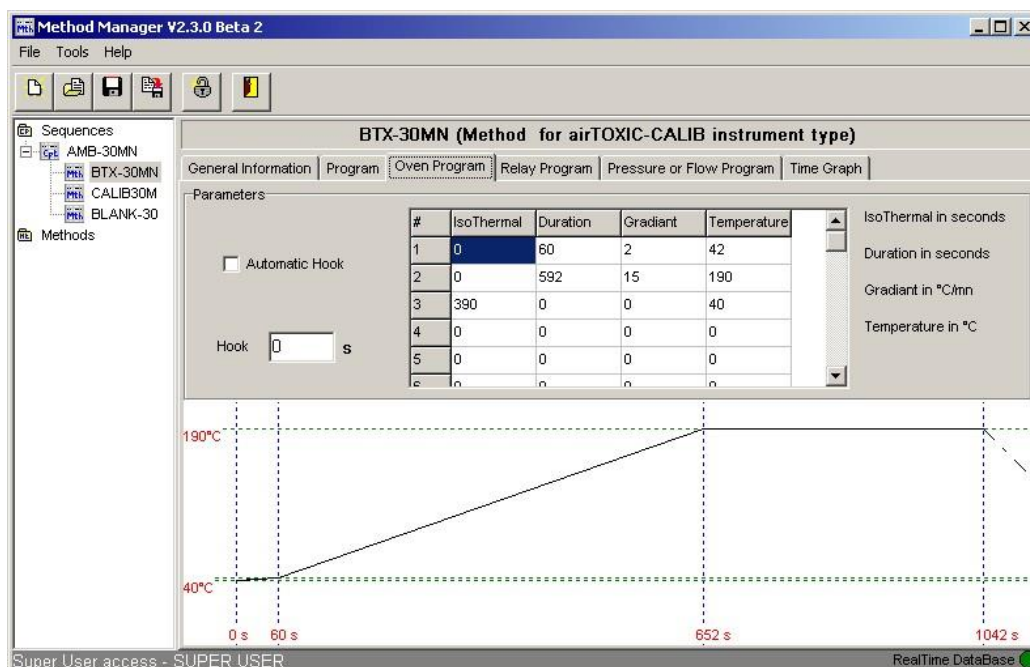 Method Manager V2.3.0 Beta 2
File Tools Help
Sequences
AMB-30MN
BTX-30MN
CALIB30M
BLANK-30
Methods
BTX-30MN (Method for airTOXIC-CALIB instrument type)
General Information Program Oven Program Relay Program Pressure or Flow Program Time Graph
Parameters
Automatic Hook
Hook 0 s
# IsoThermal Duration Gradiant Temperature
1 0 60 2 42
2 0 592 15 190
3 390 0 0 40
4 0 0 0 0
5 0 0 0 0
6 0 0 0 0
IsoThermal in seconds
Duration in seconds
Gradiant in °C/mn
Temperature in °C
190°C
40°C
0 s 60 s 652 s 1042 s
Super User access - SUPER USER
RealTime DataBase